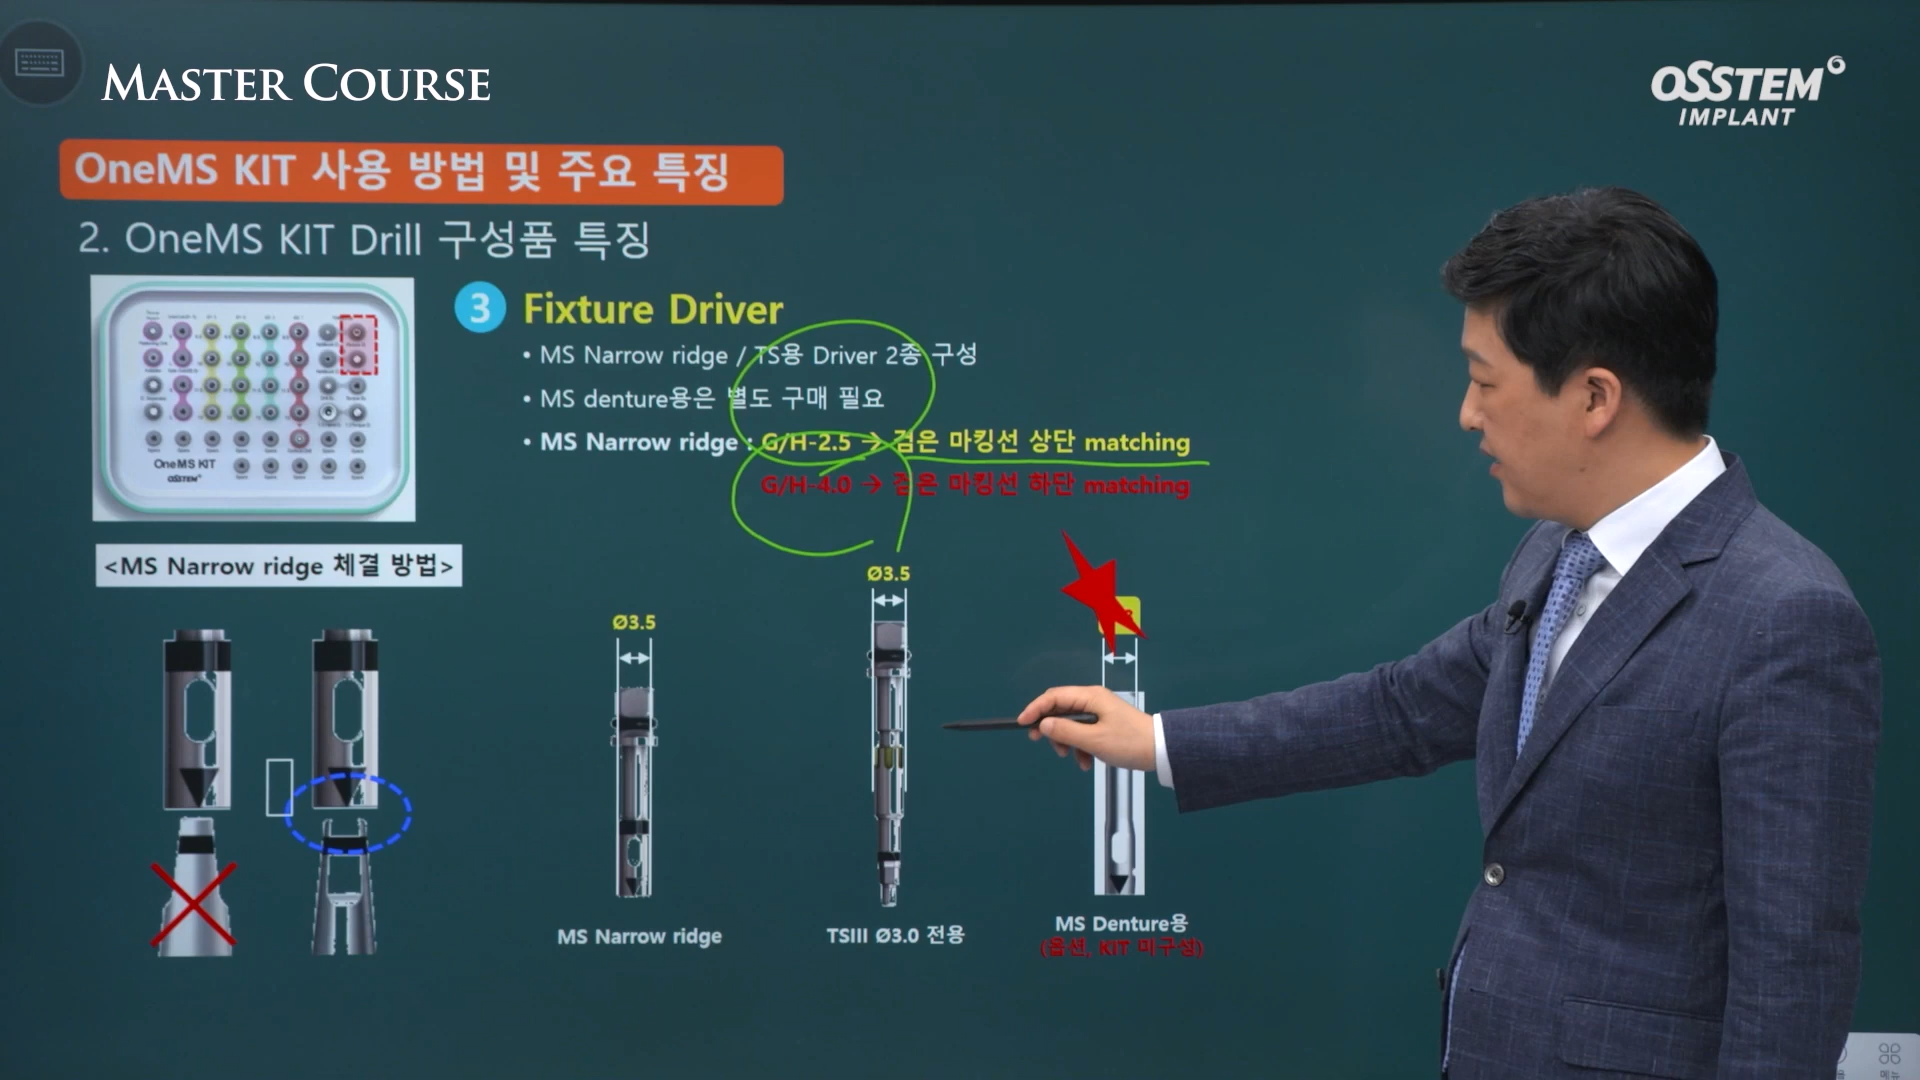 MASTER COURSE
OSSTEM
IMPLANT
OneMS KIT 사용 방법 및 주요 특징
2. OneMS KIT Drill 구성품 특징
3 Fixture Driver
• MS Narrow ridge / TS용 Driver 2종 구성
• MS denture용은 별도 구매 필요
• MS Narrow ridge : G/H-2.5 → 검은 마킹선 상단 matching
G/H-4.0 → 검은 마킹선 하단 matching
OneMS KIT
OSSTEM
<MS Narrow ridge 체결 방법>
Ø3.5
Ø3.5
MS Narrow ridge
TSIII Ø3.0 전용
MS Denture용
(옵션, KIT 미구성)